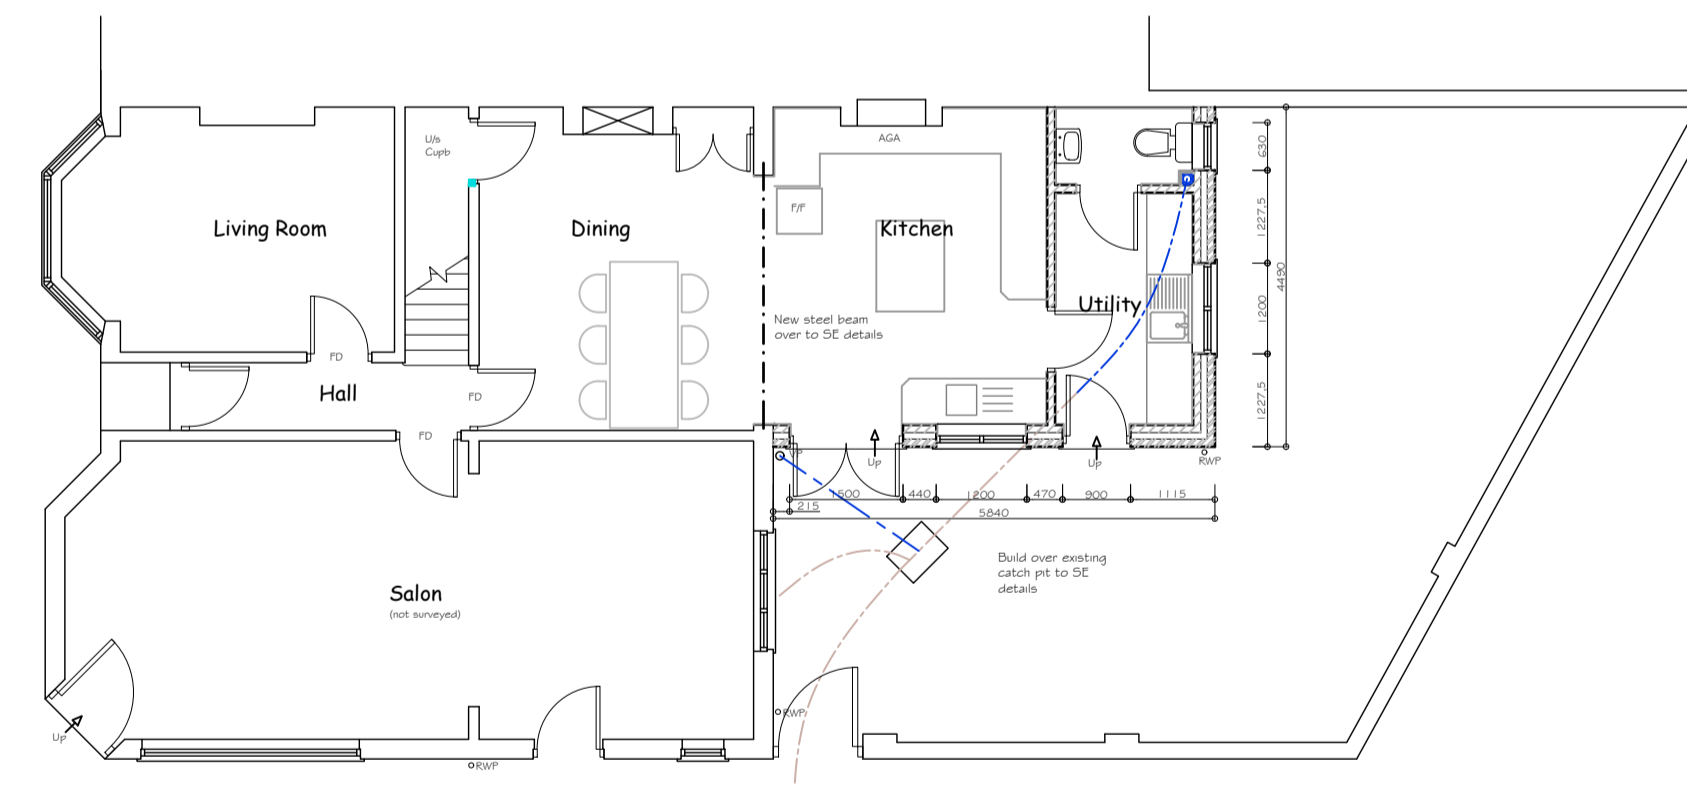 U/s
Cupb
AGA
F/F
Living Room
Dining
Kitchen
Utility
630
1227,5
1200
1227,5
4490
New steel beam
over to SE details
FD
Hall
FD
FD
VP
Up
Up
RWP
1500
440
1200
470
900
1115
215
5840
Build over existing
catch pit to SE
details
Salon
(not surveyed)
RWP
Up
RWP